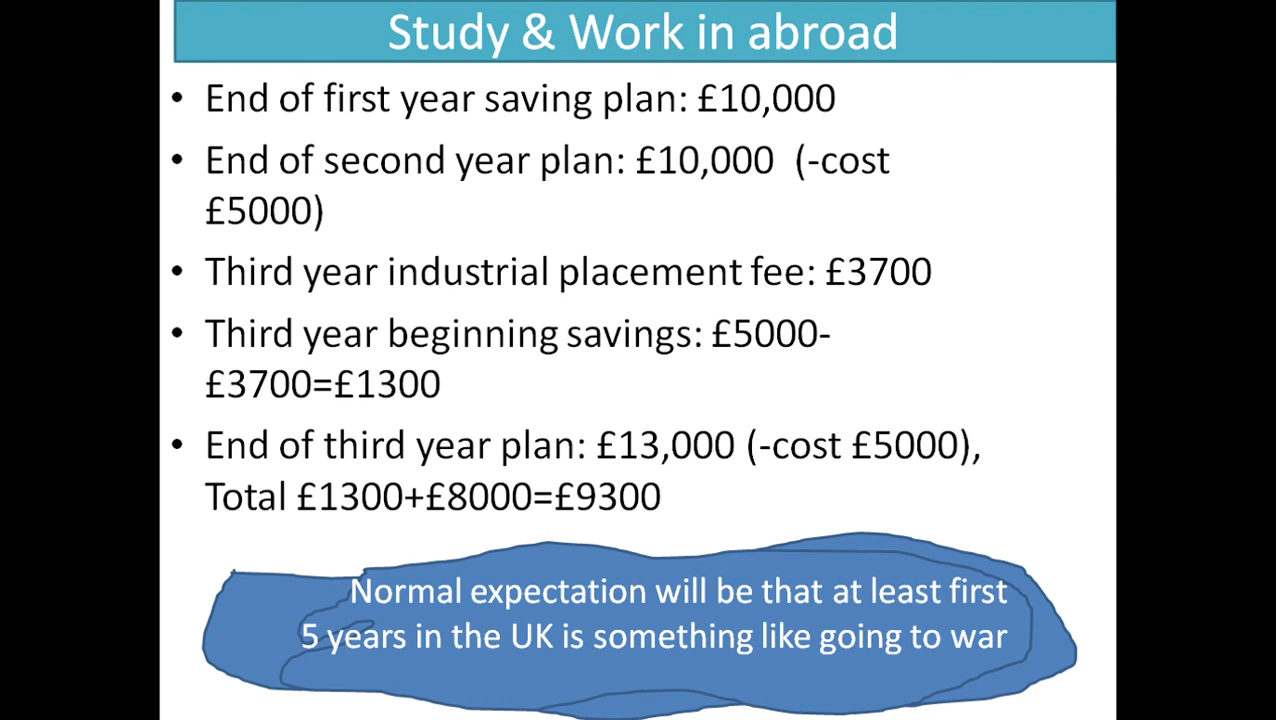 Study & Work in abroad
• End of first year saving plan: £10,000
• End of second year plan: £10,000 (-cost
£5000)
• Third year industrial placement fee: £3700
• Third year beginning savings: £5000-
£3700=£1300
• End of third year plan: £13,000 (-cost £5000),
Total £1300+£8000=£9300
Normal expectation will be that at least first
5 years in the UK is something like going to war